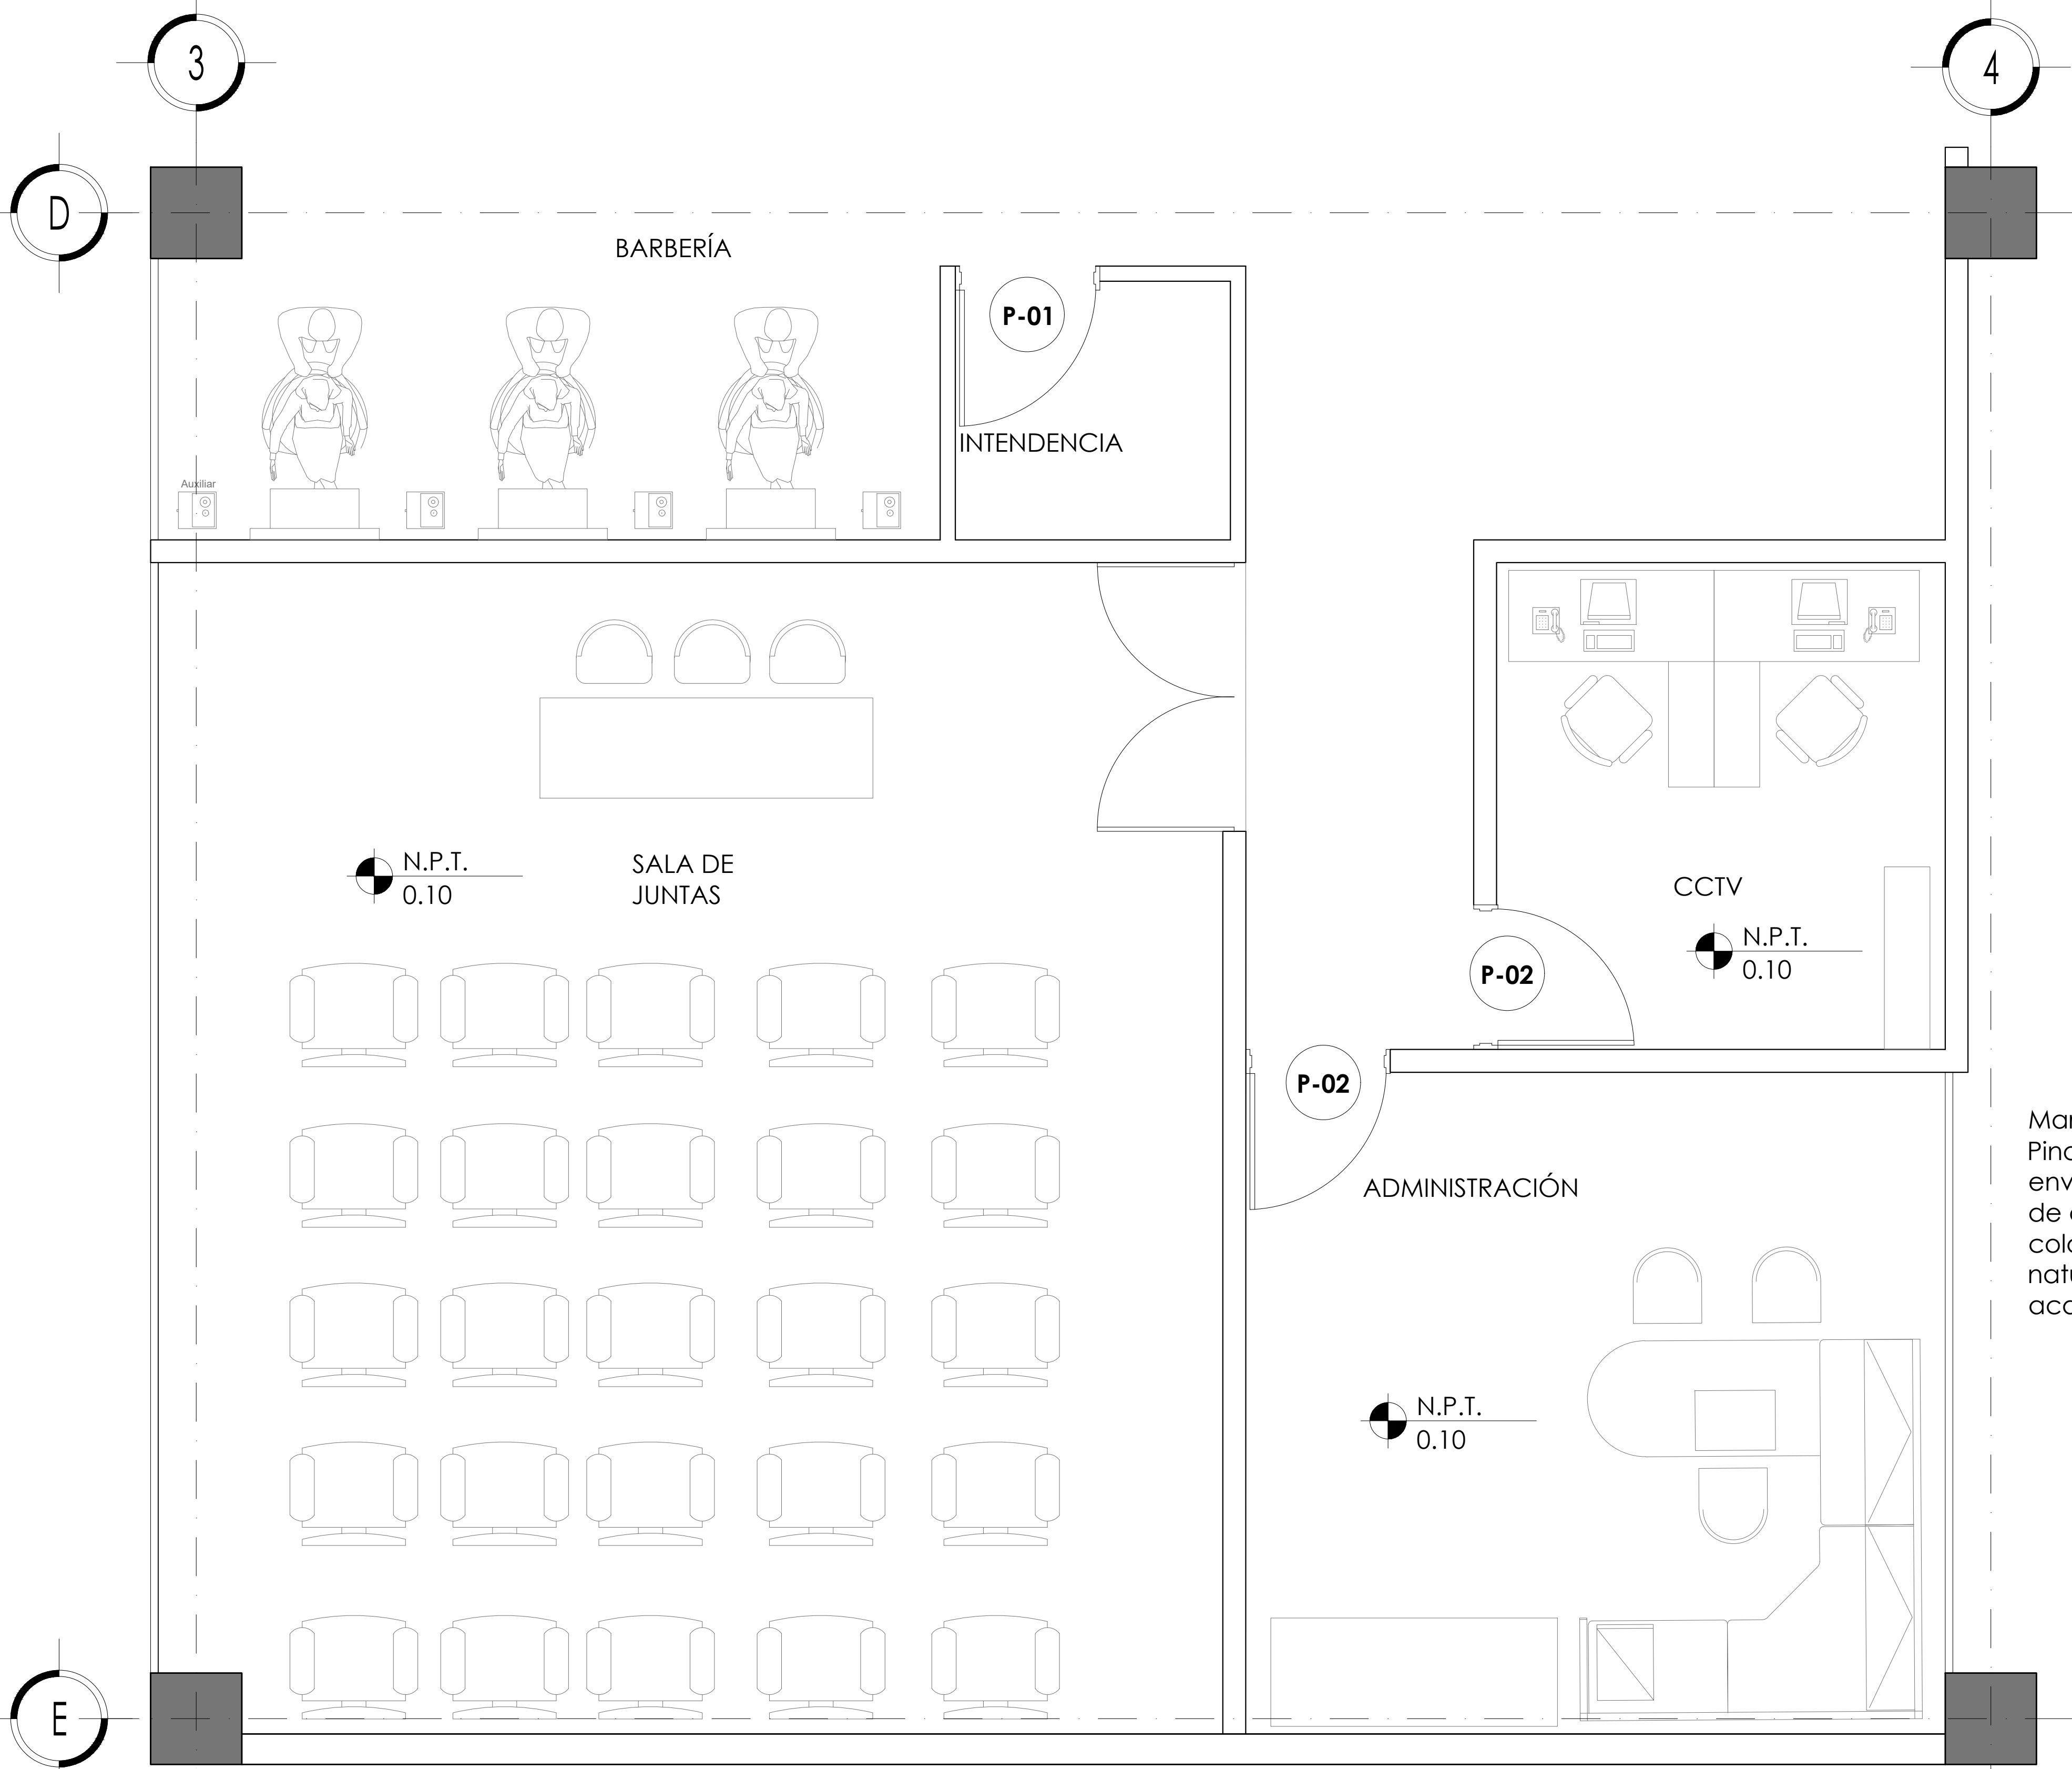 3
4
D
BARBERÍA
P-01
INTENDENCIA
Auxiliar
N.P.T.
0.10
SALA DE
JUNTAS
CCTV
N.P.T.
0.10
P-02
P-02
ADMINISTRACIÓN
N.P.T.
0.10
de
E